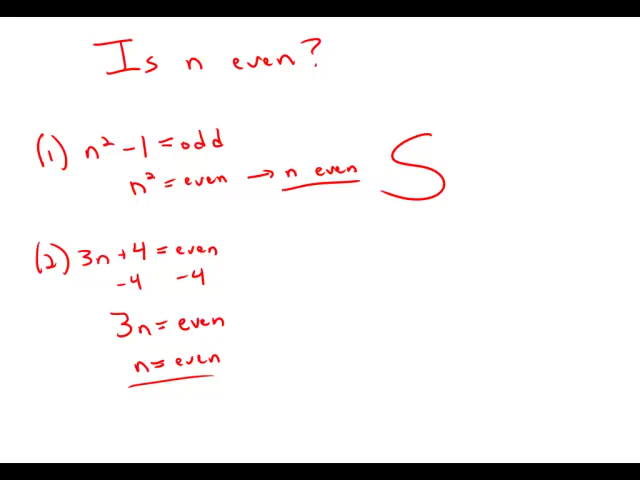 Is n even?
(1) n² - 1 = odd
n² = even → n even S
(2) 3n + 4 = even
-4 -4
3n = even
n = even